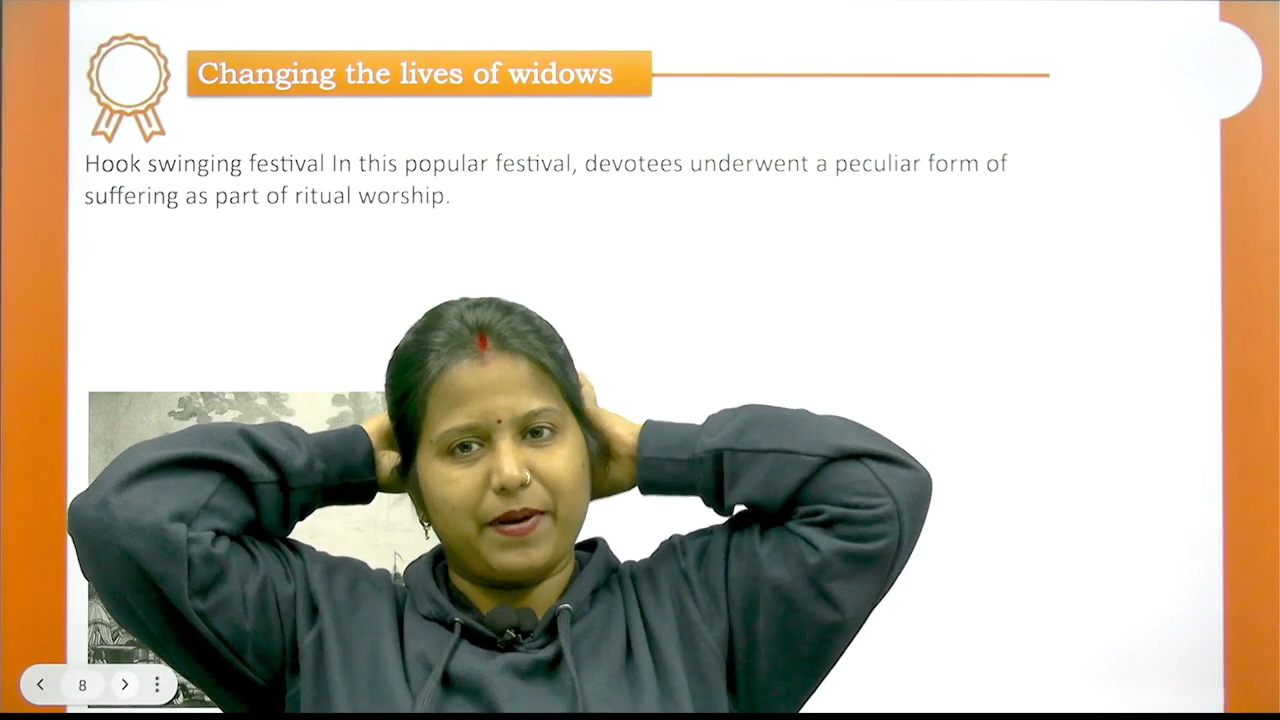 Changing the lives of widows
Hook swinging festival In this popular festival, devotees underwent a peculiar form of
suffering as part of ritual worship.
8